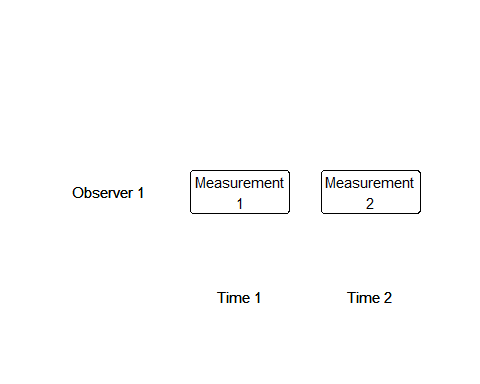 Observer 1
Measurement
1
Measurement
2
Time 1
Time 2